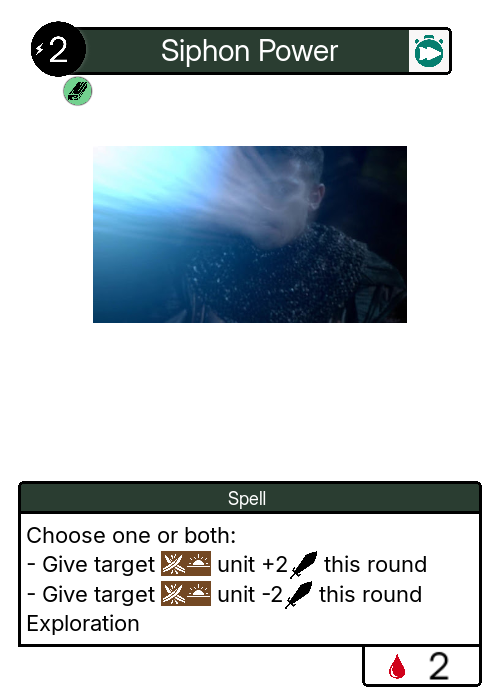 2 Siphon Power
Spell
Choose one or both:
- Give target unit +2 this round
- Give target unit -2 this round
Exploration
2